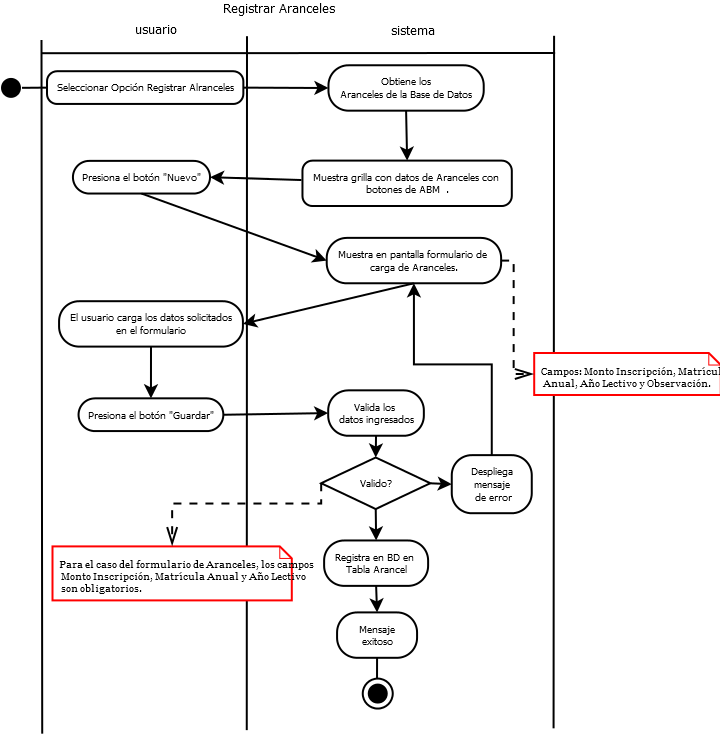 Registrar Aranceles
usuario
sistema
Seleccionar Opción Registrar Alranceles
Obtiene los
Aranceles de la Base de Datos
Presiona el botón "Nuevo"
Muestra grilla con datos de Aranceles con
botones de ABM .
Muestra en pantalla formulario de
carga de Aranceles.
El usuario carga los datos solicitados
en el formulario
Campos: Monto Inscripción, Matrícul
Anual, Año Lectivo y Observación.
Presiona el botón "Guardar"
Valida los
datos ingresados
Valido?
Despliega
mensaje
de error
Para el caso del formulario de Aranceles, los campos
Monto Inscripción, Matrícula Anual y Año Lectivo
son obligatorios.
Registra en BD en
Tabla Arancel
Mensaje
exitoso